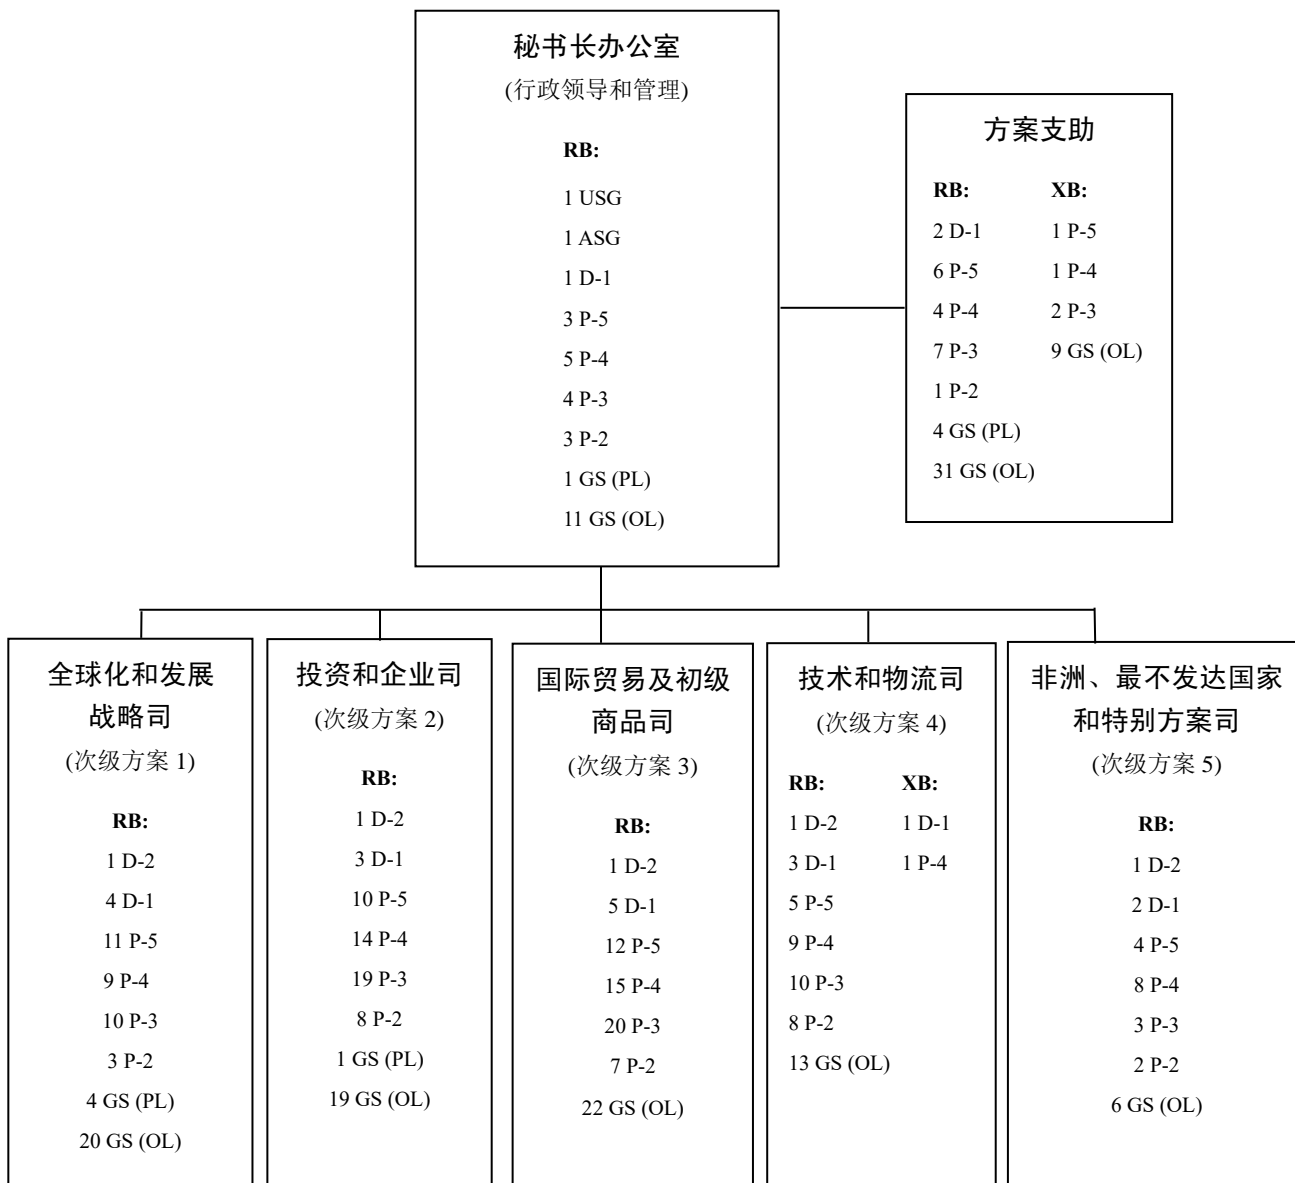 秘书长办公室
(行政领导和管理)
RB:
1 USG
1 ASG
1 D-1
3 P-5
5 P-4
4 P-3
3 P-2
1 GS (PL)
11 GS (OL)
方案支助
RB:
2 D-1
6 P-5
4 P-4
7 P-3
1 P-2
4 GS (PL)
31 GS (OL)
XB:
1 P-5
1 P-4
2 P-3
9 GS (OL)
全球化和发展
战略司
(次级方案 1)
RB:
1 D-2
4 D-1
11 P-5
9 P-4
10 P-3
3 P-2
4 GS (PL)
20 GS (OL)
投资和企业司
(次级方案 2)
RB:
1 D-2
3 D-1
10 P-5
14 P-4
19 P-3
8 P-2
1 GS (PL)
19 GS (OL)
国际贸易及初级
商品司
(次级方案 3)
RB:
1 D-2
5 D-1
12 P-5
15 P-4
20 P-3
7 P-2
22 GS (OL)
技术和物流司
(次级方案 4)
RB:
1 D-2
3 D-1
5 P-5
9 P-4
10 P-3
8 P-2
13 GS (OL)
XB:
1 D-1
1 P-4
非洲、最不发达国家
和特别方案司
(次级方案 5)
RB:
1 D-2
2 D-1
4 P-5
8 P-4
3 P-3
2 P-2
6 GS (OL)